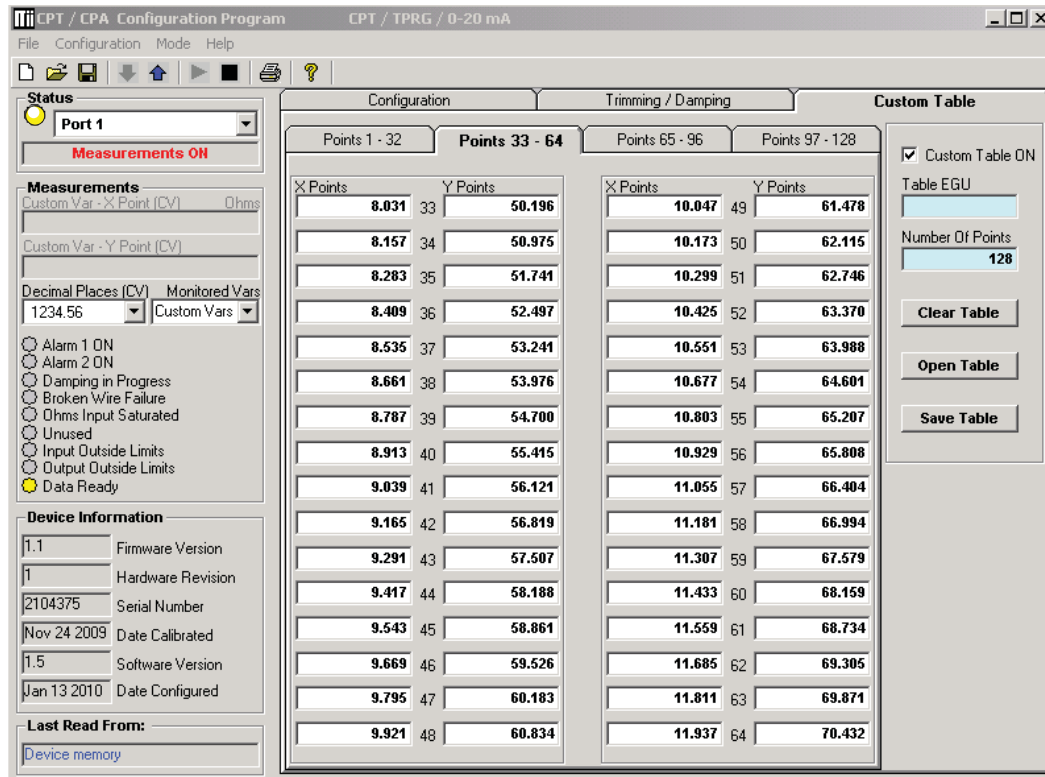 CPT / CPA Configuration Program CPT / TPRG / 0-20 mA
File Configuration Mode Help
Status
Port 1
Measurements ON
Measurements
Custom Var - X Point (CV) Ohms
Custom Var - Y Point (CV)
Decimal Places (CV) Monitored Vars
1234.56 Custom Vars
Alarm 1 ON
Alarm 2 ON
Damping in Progress
Broken Wire Failure
Ohms Input Saturated
Unused
Input Outside Limits
Output Outside Limits
Data Ready
Device Information
1.1 Firmware Version
1 Hardware Revision
2104375 Serial Number
Nov 24 2009 Date Calibrated
1.5 Software Version
Jan 13 2010 Date Configured
Last Read From:
Device memory
Configuration Trimming / Damping Custom Table
Points 1 - 32 Points 33 - 64 Points 65 - 96 Points 97 - 128
X Points Y Points X Points Y Points
8.031 33 50.196 10.047 49 61.478
8.157 34 50.975 10.173 50 62.115
8.283 35 51.741 10.299 51 62.746
8.409 36 52.497 10.425 52 63.370
8.535 37 53.241 10.551 53 63.988
8.661 38 53.976 10.677 54 64.601
8.787 39 54.700 10.803 55 65.207
8.913 40 55.415 10.929 56 65.808
9.039 41 56.121 11.055 57 66.404
9.165 42 56.819 11.181 58 66.994
9.291 43 57.507 11.307 59 67.579
9.417 44 58.188 11.433 60 68.159
9.543 45 58.861 11.559 61 68.734
9.669 46 59.526 11.685 62 69.305
9.795 47 60.183 11.811 63 69.871
9.921 48 60.834 11.937 64 70.432
Custom Table ON
Table EGU
Number Of Points
128
Clear Table
Open Table
Save Table